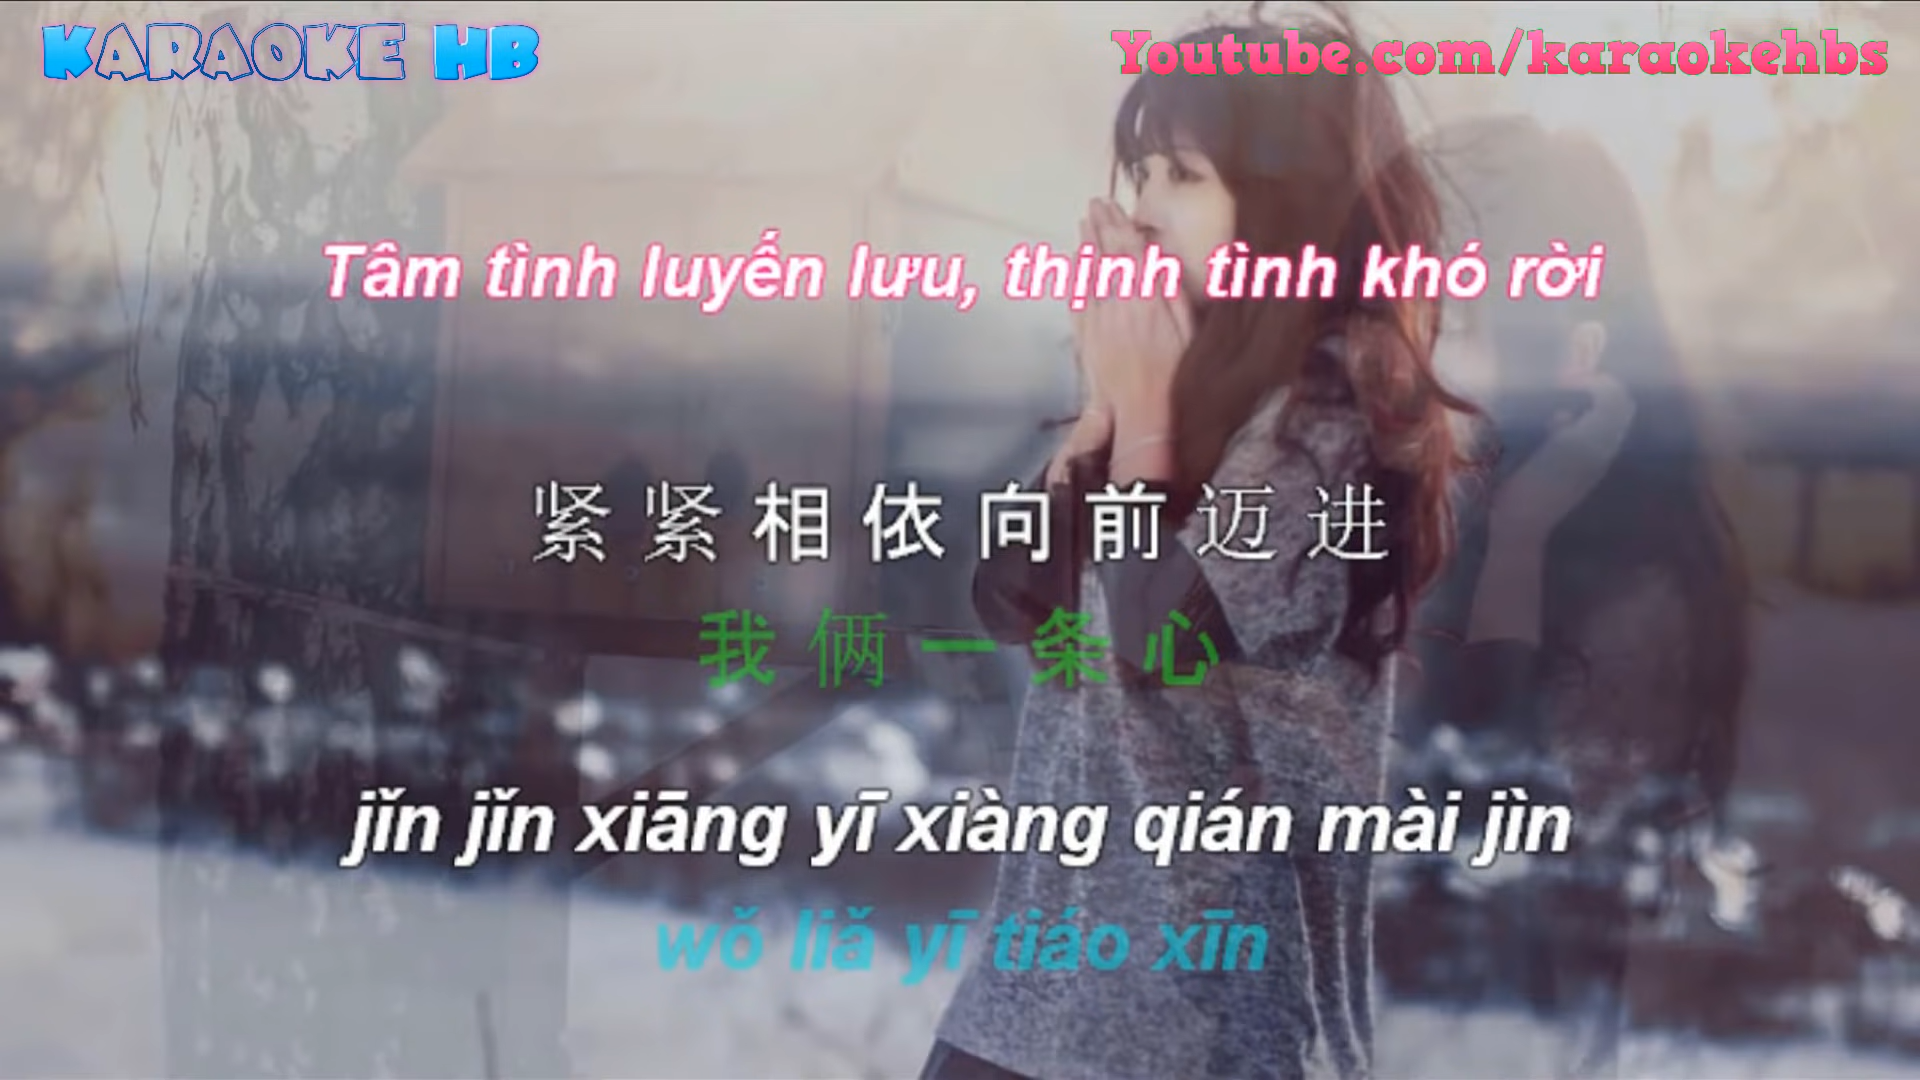 KARAOKE HB
Youtube.com/karaokehbs
Tâm tình luyến lưu, thịnh tình khó rời
紧紧相依向前迈进
我俩一条心
jǐn jǐn xiāng yī xiàng qián mài jìn
wǒ liǎ yī tiáo xīn